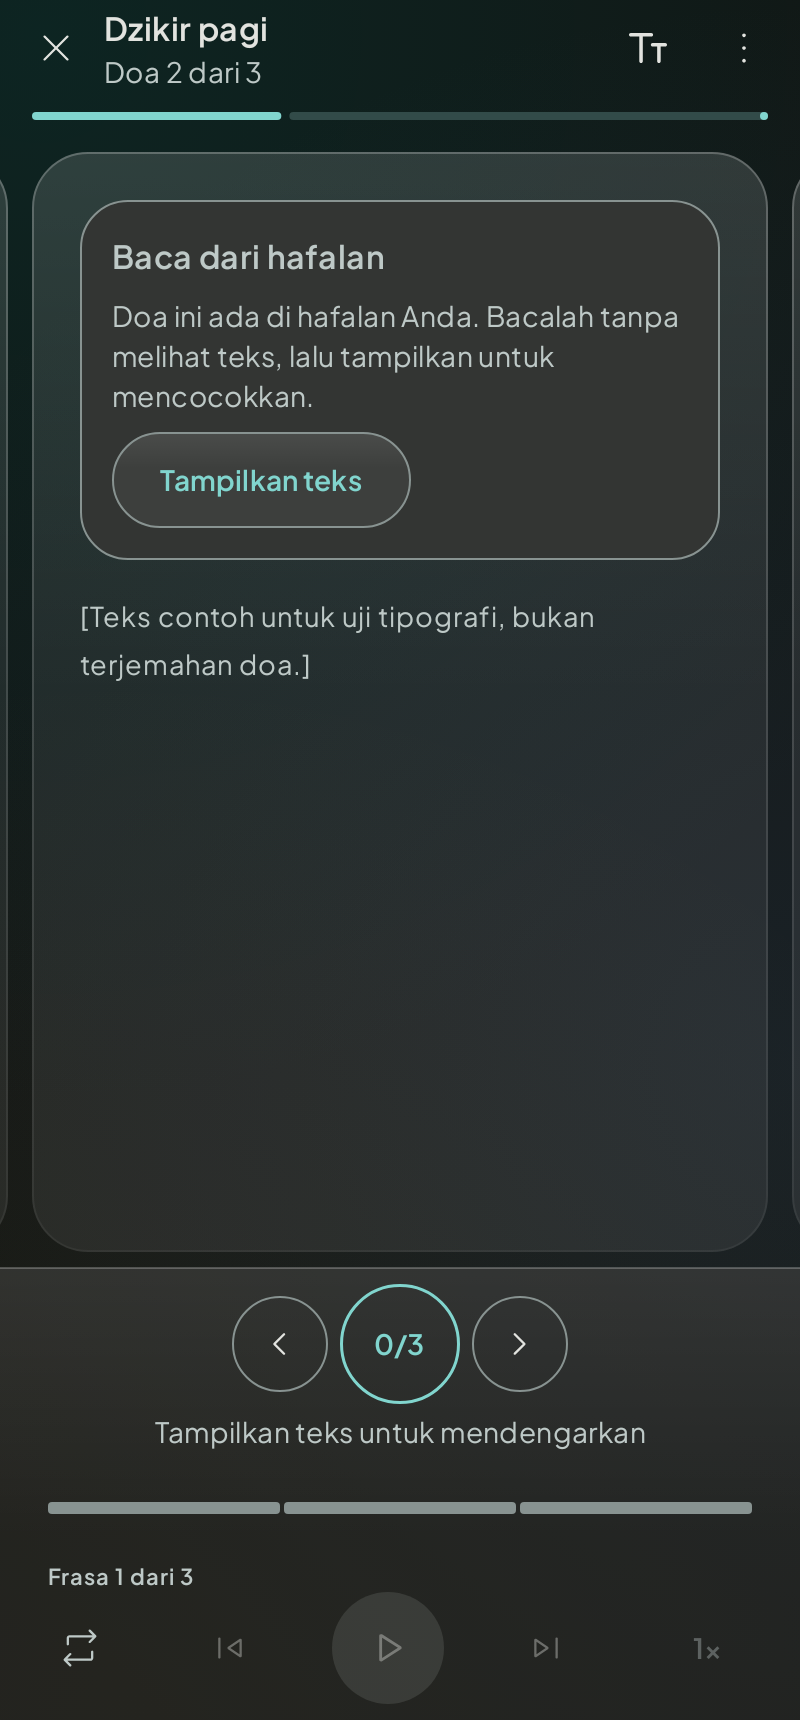 Dzikir pagi
Doa 2 dari 3
Tт
Baca dari hafalan
Doa ini ada di hafalan Anda. Bacalah tanpa
melihat teks, lalu tampilkan untuk
mencocokkan.
Tampilkan teks
[Teks contoh untuk uji tipografi, bukan
terjemahan doa.]
0/3
Tampilkan teks untuk mendengarkan
Frasa 1 dari 3
1×